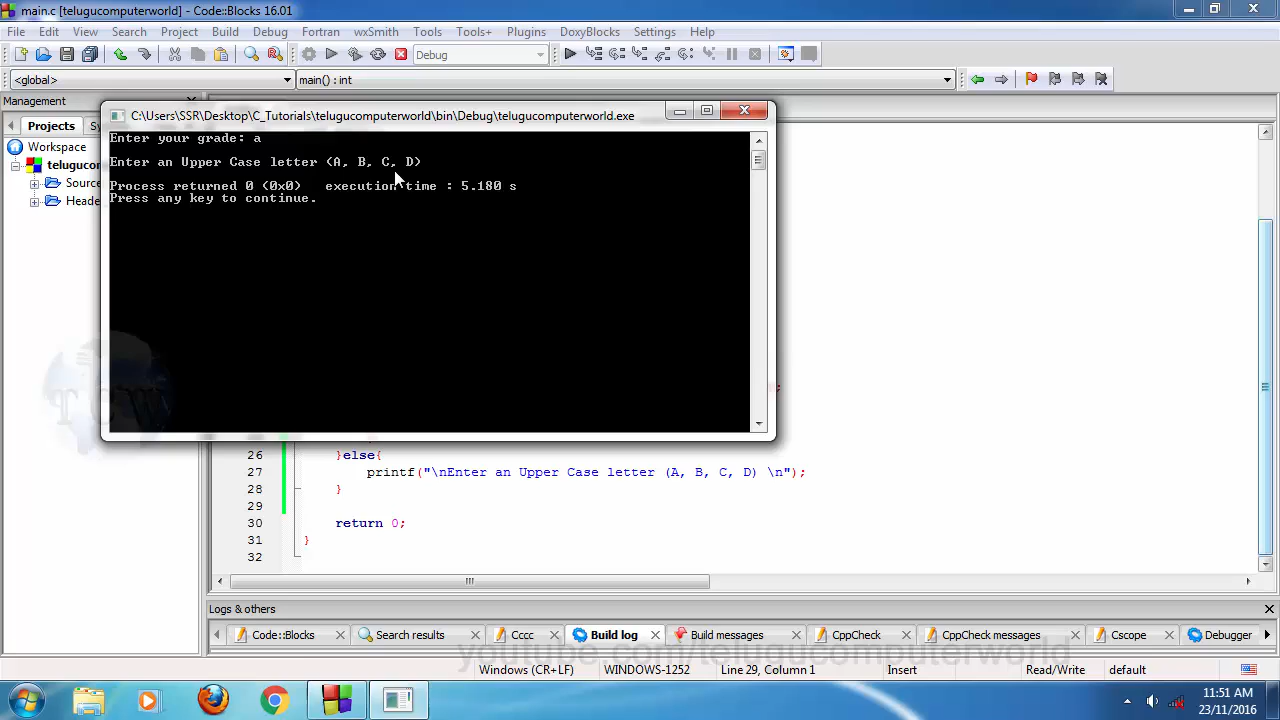 main.c [telugucomputerworld] - Code::Blocks 16.01
File Edit View Search Project Build Debug Fortran wxSmith Tools Tools+ Plugins DoxyBlocks Settings Help
Debug
<global> main() : int
Management
Projects Sy
Workspace
telugucom
Source
Heade
C:\Users\SSR\Desktop\C_Tutorials\telugucomputerworld\bin\Debug\telugucomputerworld.exe
Enter your grade: a
Enter an Upper Case letter (A, B, C, D)
Process returned 0 (0x0) execution time : 5.180 s
Press any key to continue.
TCW
26 }else{
27 printf("\nEnter an Upper Case letter (A, B, C, D) \n");
28 }
29
30 return 0;
31 }
32
Logs & others
Code::Blocks Search results Cccc Build log Build messages CppCheck CppCheck messages Cscope Debugger
youtube.com/telugucomputerworld
Windows (CR+LF) WINDOWS-1252 Line 29, Column 1 Insert Read/Write default
11:51 AM
23/11/2016